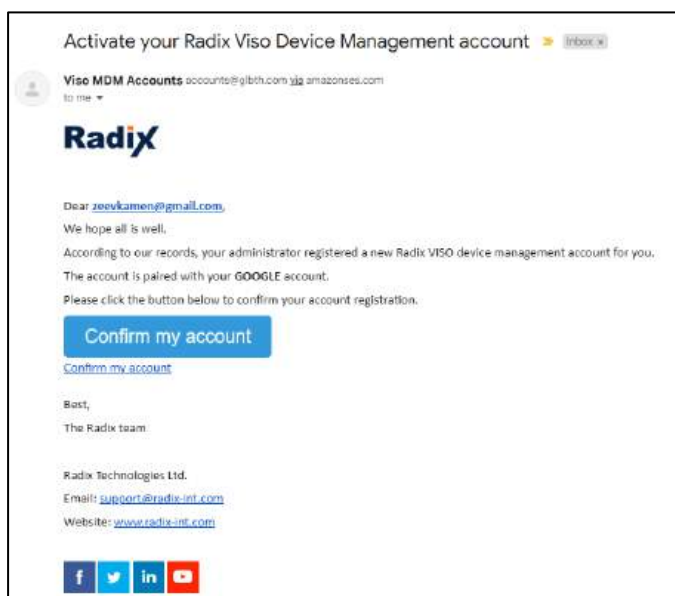 Activate your Radix Viso Device Management account
Inbox x
Viso MDM Accounts accounts@glbth.com via amazonses.com
to me
Radix
Dear zeevkamen@gmail.com,
We hope all is well.
According to our records, your administrator registered a new Radix VISO device management account for you.
The account is paired with your GOOGLE account.
Please click the button below to confirm your account registration.
Confirm my account
Confirm my account
Best,
The Radix team
Radix Technologies Ltd.
Email: support@radix-int.com
Website: www.radix-int.com
f
in